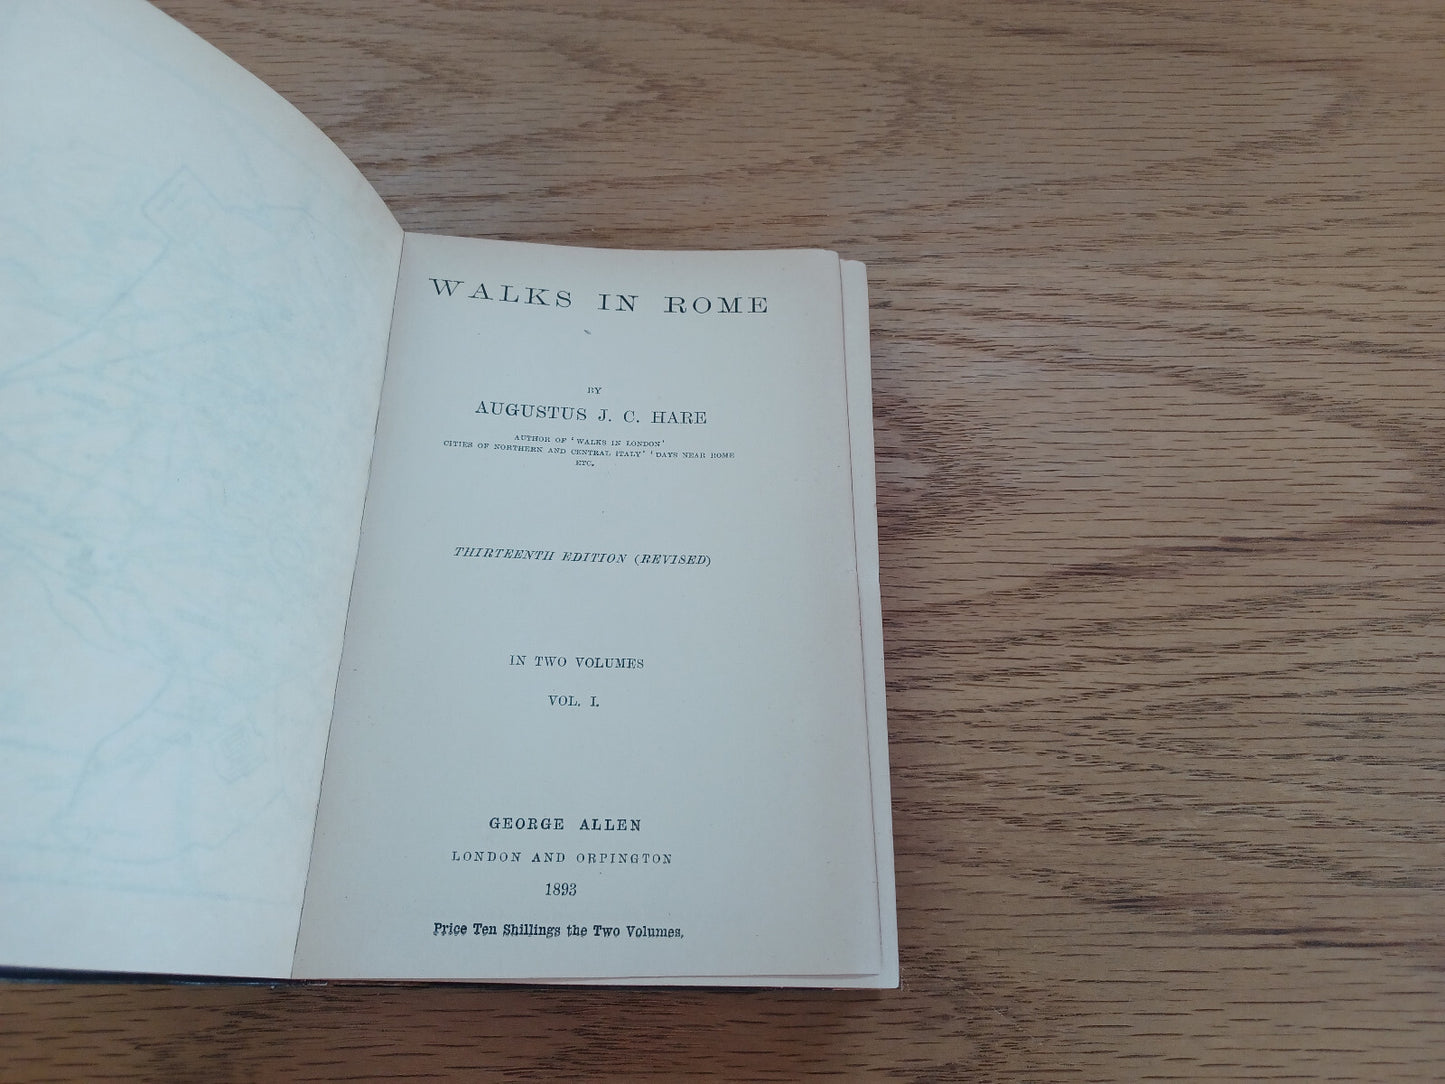 WALKS IN ROME
BY
AUGUSTUS J. C. HARE
AUTHOR OF 'WALKS IN LONDON'
CITIES OF NORTHERN AND CENTRAL ITALY' 'DAYS NEAR ROME
ETC.
THIRTEENTH EDITION (REVISED)
IN TWO VOLUMES
VOL. I.
GEORGE ALLEN
LONDON AND ORPINGTON
1893
Price Ten Shillings the Two Volumes.